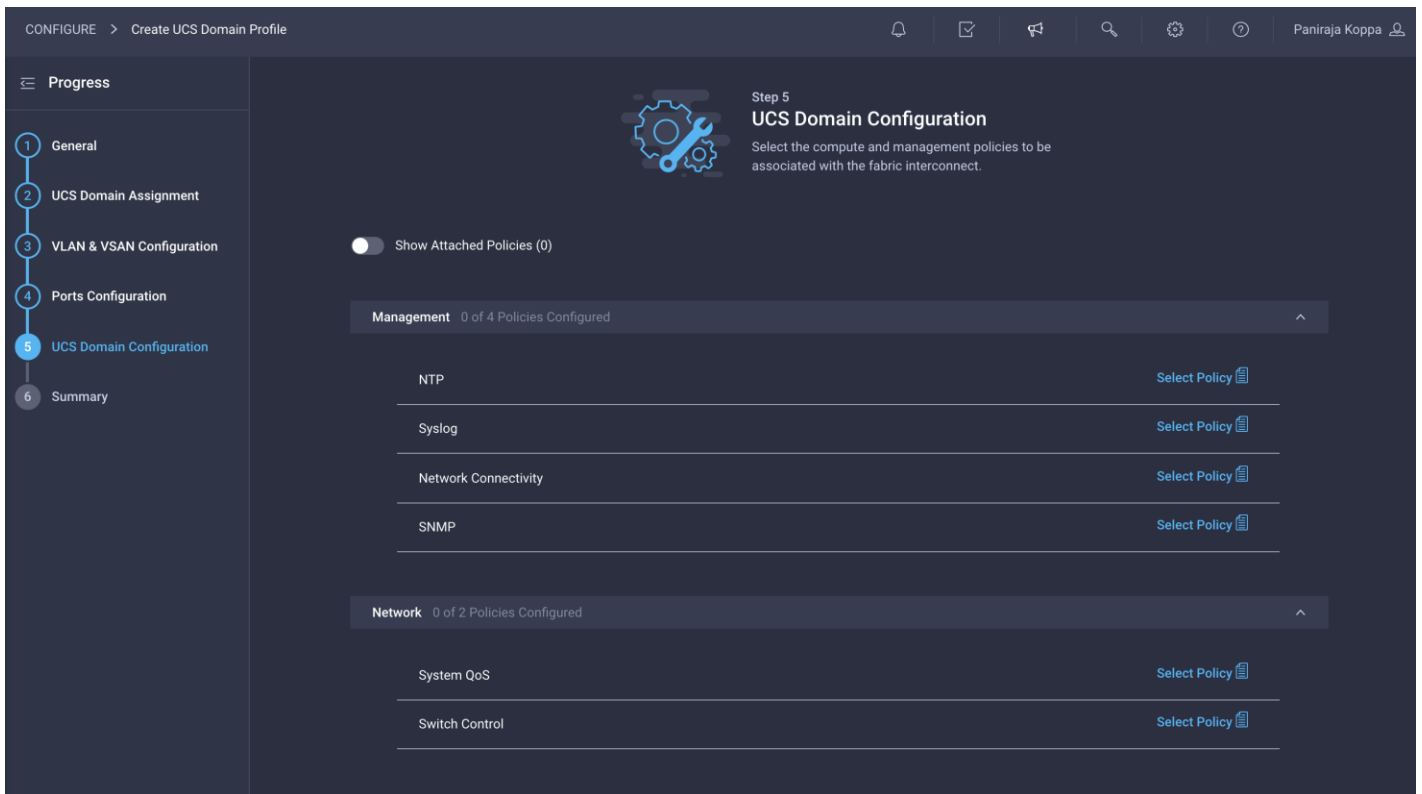 CONFIGURE > Create UCS Domain Profile
Paniraja Koppa
Progress
1 General
2 UCS Domain Assignment
3 VLAN & VSAN Configuration
4 Ports Configuration
5 UCS Domain Configuration
6 Summary
Step 5
UCS Domain Configuration
Select the compute and management policies to be
associated with the fabric interconnect.
Show Attached Policies (0)
Management 0 of 4 Policies Configured
NTP Select Policy
Syslog Select Policy
Network Connectivity Select Policy
SNMP Select Policy
Network 0 of 2 Policies Configured
System QoS Select Policy
Switch Control Select Policy